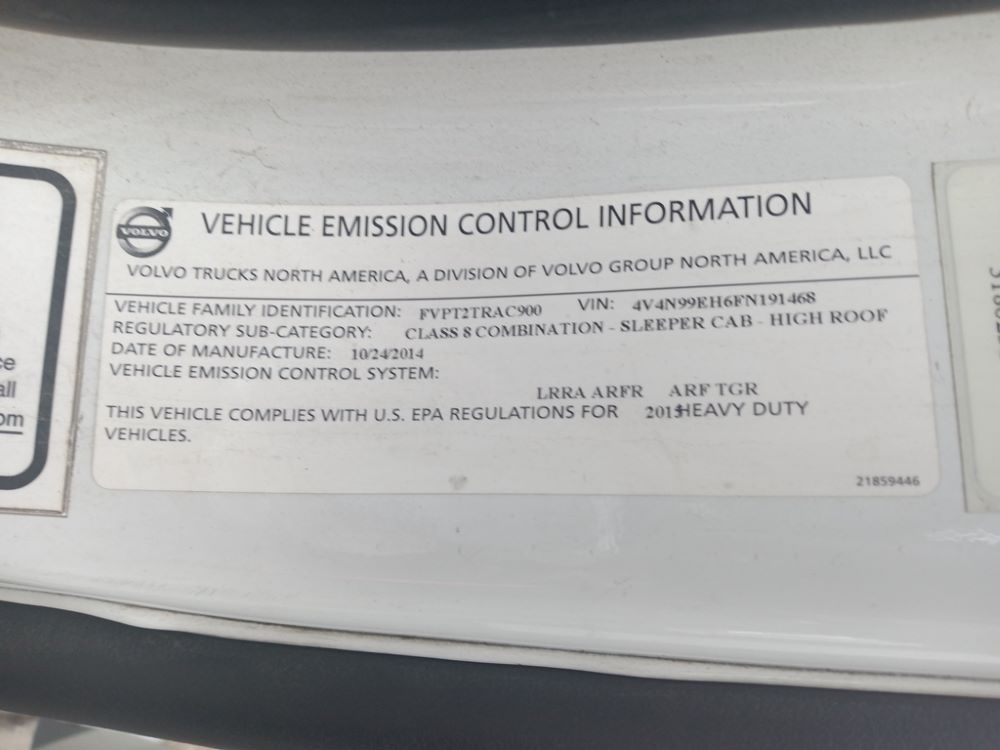 VOLVO
VEHICLE EMISSION CONTROL INFORMATION
VOLVO TRUCKS NORTH AMERICA, A DIVISION OF VOLVO GROUP NORTH AMERICA, LLC
VEHICLE FAMILY IDENTIFICATION: FVPT2TRAC900 VIN: 4V4N99EH6FN191468
REGULATORY SUB-CATEGORY: CLASS 8 COMBINATION - SLEEPER CAB - HIGH ROOF
DATE OF MANUFACTURE: 10/24/2014
VEHICLE EMISSION CONTROL SYSTEM:
LRRA ARFR ARF TGR
THIS VEHICLE COMPLIES WITH U.S. EPA REGULATIONS FOR HEAVY DUTY
VEHICLES.
21859446